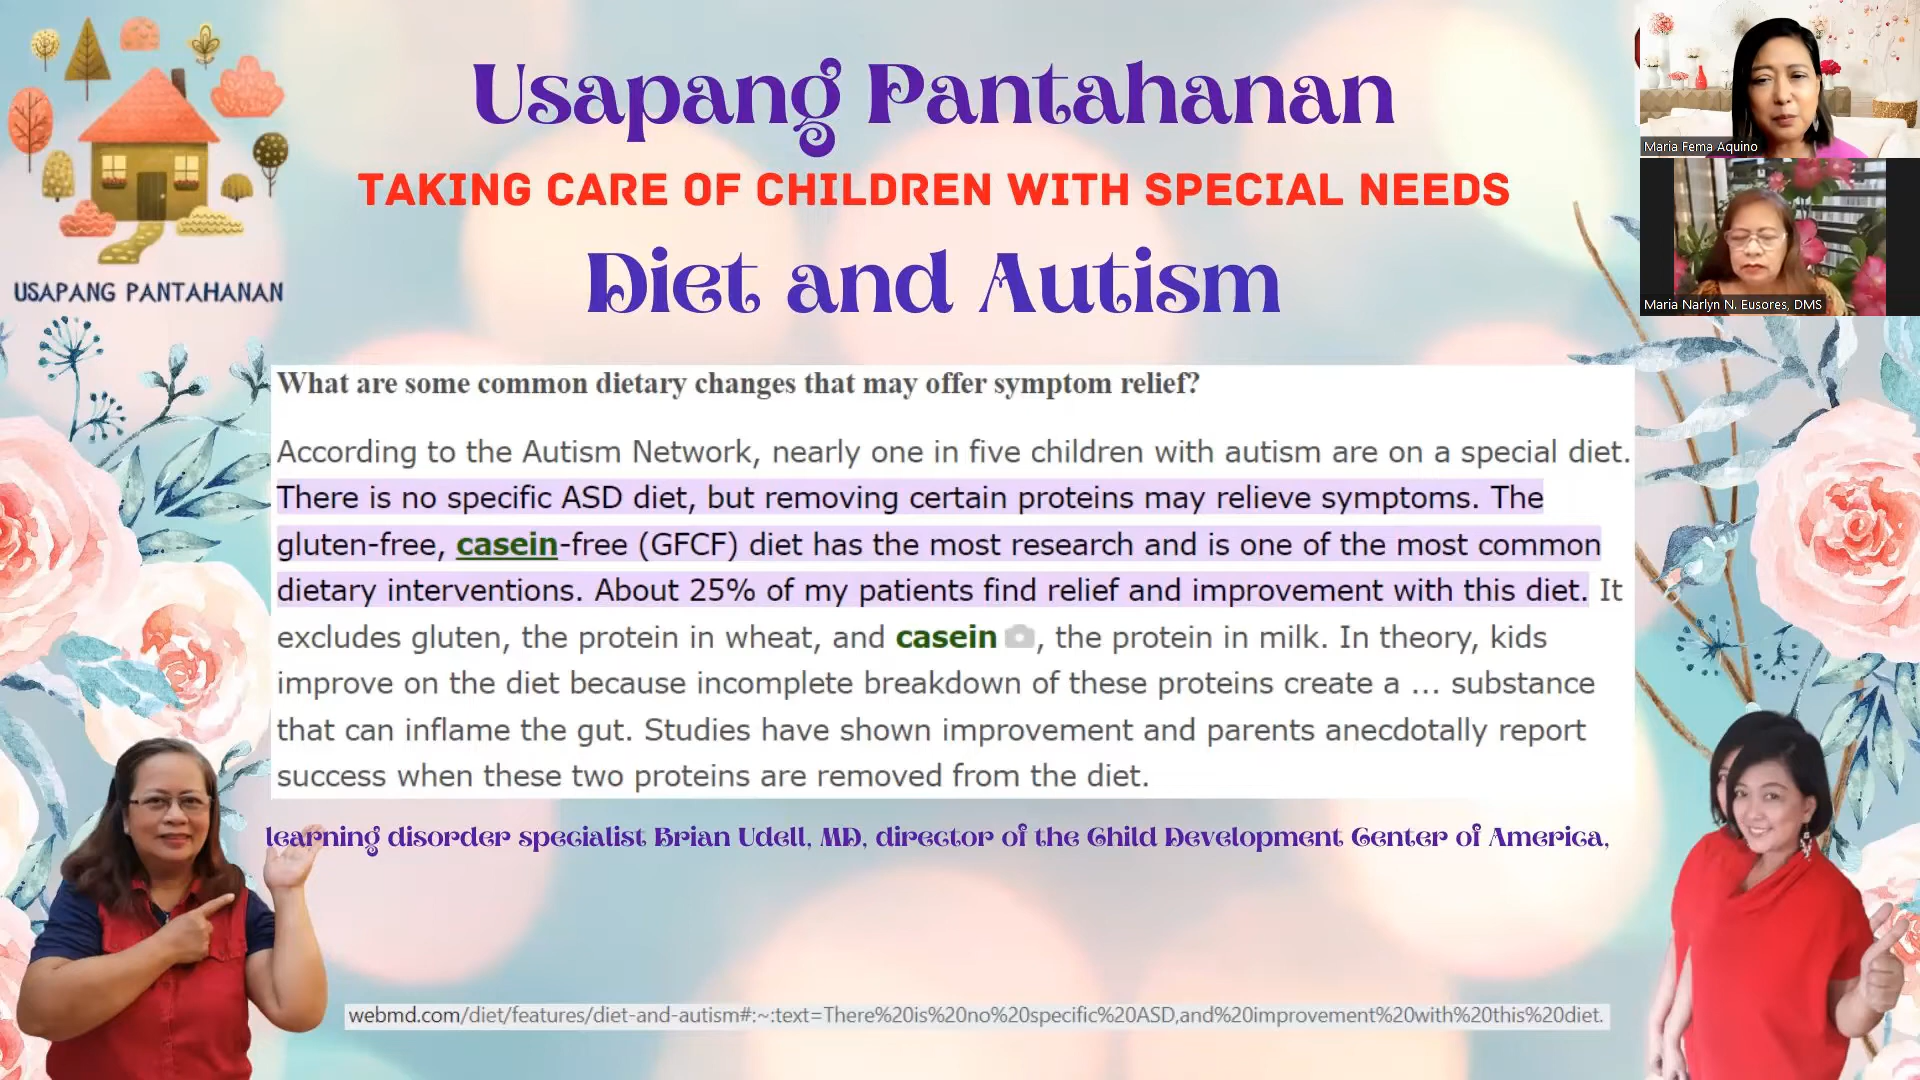 Usapang Pantahanan
TAKING CARE OF CHILDREN WITH SPECIAL NEEDS
Diet and Autism
USAPANG PANTAHANAN
Maria Fema Aquino
Maria Narlyn N. Eusores, DMS
What are some common dietary changes that may offer symptom relief?
According to the Autism Network, nearly one in five children with autism are on a special diet.
There is no specific ASD diet, but removing certain proteins may relieve symptoms. The
gluten-free, casein-free (GFCF) diet has the most research and is one of the most common
dietary interventions. About 25% of my patients find relief and improvement with this diet. It
excludes gluten, the protein in wheat, and casein, the protein in milk. In theory, kids
improve on the diet because incomplete breakdown of these proteins create a ... substance
that can inflame the gut. Studies have shown improvement and parents anecdotally report
success when these two proteins are removed from the diet.
learning disorder specialist Brian Udell, MD, director of the Child Development Center of America,
webmd.com/diet/features/diet-and-autism#:~:text=There%20is%20no%20specific%20ASD,and%20improvement%20with%20this%20diet.